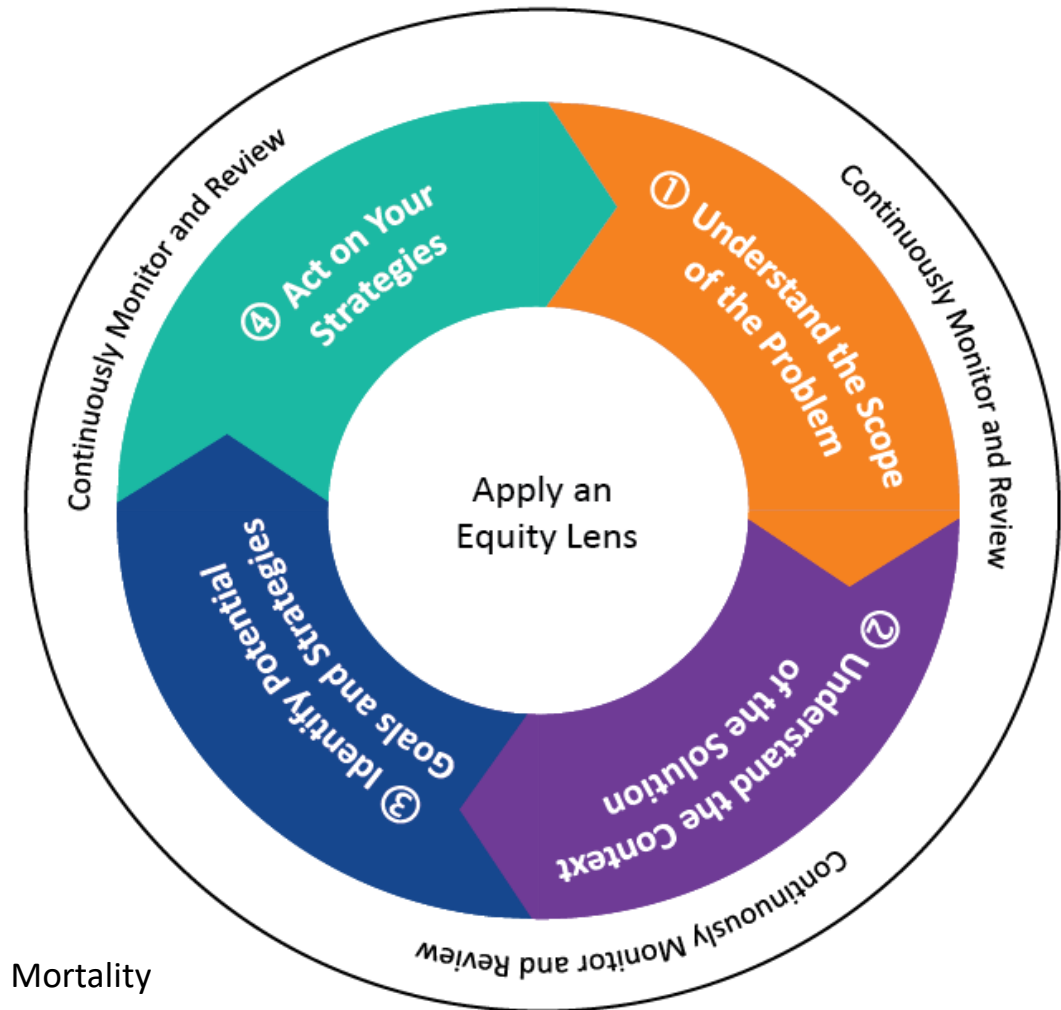 Continuously Monitor and Review
Continuously Monitor and Review
① Understand the Scope
of the Problem
② Understand the Context
of the Solution
③ Identify Potential
Goals and Strategies
④ Act on Your
Strategies
Apply an
Equity Lens
Continuously Monitor and Review
Mortality